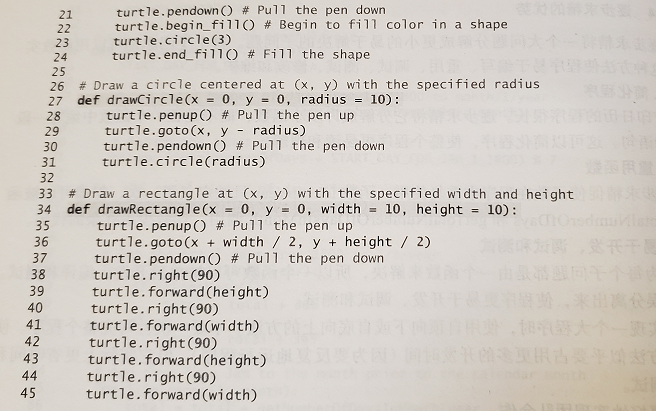 21 turtle.pendown() # Pull the pen down
22 turtle.begin_fill() # Begin to fill color in a shape
23 turtle.circle(3)
24 turtle.end_fill() # Fill the shape
25
26 # Draw a circle centered at (x, y) with the specified radius
27 def drawCircle(x = 0, y = 0, radius = 10):
28 turtle.penup() # Pull the pen up
29 turtle.goto(x, y - radius)
30 turtle.pendown() # Pull the pen down
31 turtle.circle(radius)
32
33 # Draw a rectangle at (x, y) with the specified width and height
34 def drawRectangle(x = 0, y = 0, width = 10, height = 10):
35 turtle.penup() # Pull the pen up
36 turtle.goto(x + width / 2, y + height / 2)
37 turtle.pendown() # Pull the pen down
38 turtle.right(90)
39 turtle.forward(height)
40 turtle.right(90)
41 turtle.forward(width)
42 turtle.right(90)
43 turtle.forward(height)
44 turtle.right(90)
45 turtle.forward(width)